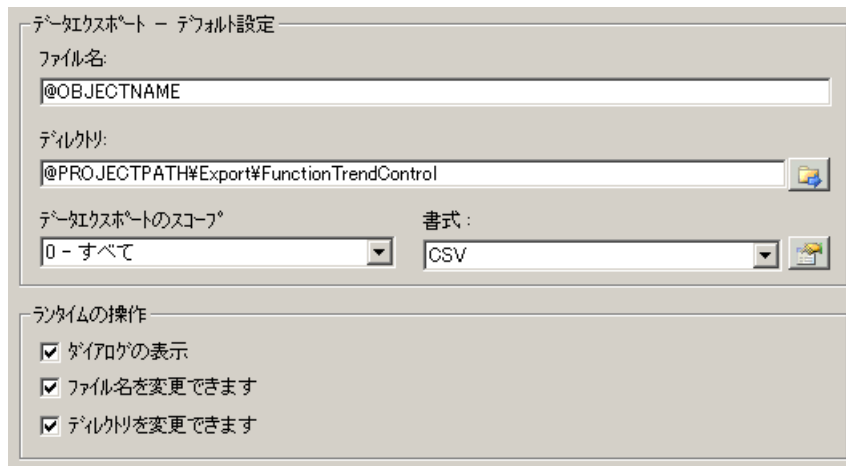 ﾃﾞｰﾀｴｸｽﾎﾟｰﾄ － ﾃﾞﾌｫﾙﾄ設定
ﾌｧｲﾙ名:
@OBJECTNAME
ﾃﾞｨﾚｸﾄﾘ:
@PROJECTPATH¥Export¥FunctionTrendControl
ﾃﾞｰﾀｴｸｽﾎﾟｰﾄのｽｺｰﾌﾟ 書式 :
0 - すべて CSV
ﾗﾝﾀｲﾑの操作
ﾀﾞｲｱﾛｸﾞの表示
ﾌｧｲﾙ名を変更できます
ﾃﾞｨﾚｸﾄﾘを変更できます